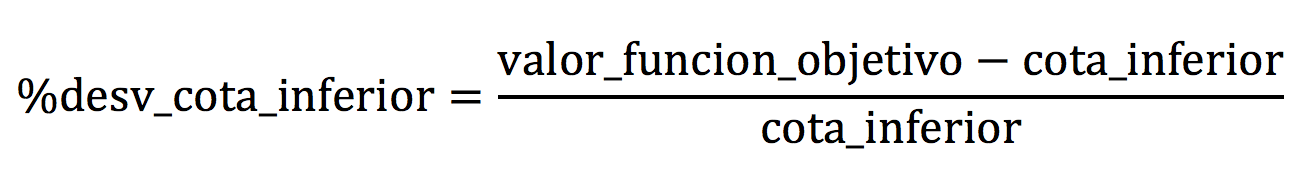 %desv_cota_inferior = valor_funcion_objetivo − cota_inferior
cota_inferior